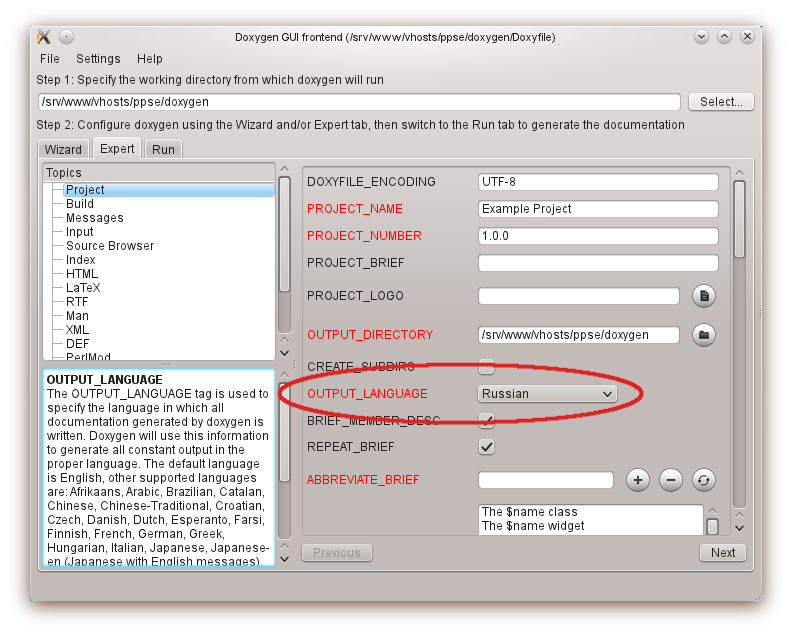 Doxygen GUI frontend (/srv/www/vhosts/ppse/doxygen/Doxyfile)
File Settings Help
Step 1: Specify the working directory from which doxygen will run
/srv/www/vhosts/ppse/doxygen
Select...
Step 2: Configure doxygen using the Wizard and/or Expert tab, then switch to the Run tab to generate the documentation
Wizard Expert Run
Topics
Project
Build
Messages
Input
Source Browser
Index
HTML
LaTeX
RTF
Man
XML
DEF
PerlMod
OUTPUT_LANGUAGE
The OUTPUT_LANGUAGE tag is used to
specify the language in which all
documentation generated by doxygen is
written. Doxygen will use this information
to generate all constant output in the
proper language. The default language
is English, other supported languages
are: Afrikaans, Arabic, Brazilian, Catalan,
Chinese, Chinese-Traditional, Croatian,
Czech, Danish, Dutch, Esperanto, Farsi,
Finnish, French, German, Greek,
Hungarian, Italian, Japanese, Japanese-
en (Japanese with English messages),
DOXYFILE_ENCODING UTF-8
PROJECT_NAME Example Project
PROJECT_NUMBER 1.0.0
PROJECT_BRIEF
PROJECT_LOGO
OUTPUT_DIRECTORY /srv/www/vhosts/ppse/doxygen
CREATE_SUBDIRS
OUTPUT_LANGUAGE Russian
BRIEF_MEMBER_DESC
REPEAT_BRIEF
ABBREVIATE_BRIEF
The $name class
The $name widget
Previous Next